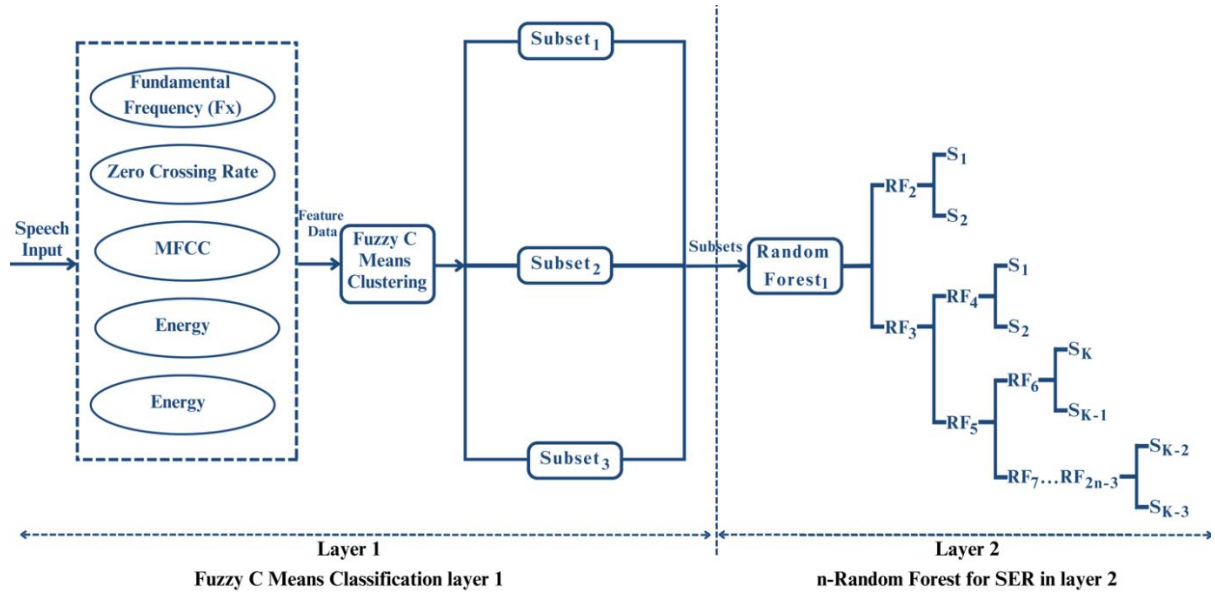 Speech
Input
Fundamental
Frequency (Fx)
Zero Crossing Rate
MFCC
Energy
Energy
Feature
Data
Fuzzy C
Means
Clustering
Subset1
Subset2
Subset3
Subsets
Random
Forest1
RF2
S1
S2
RF3
RF4
S1
S2
RF5
RF6
SK
SK-1
RF7...RF2n-3
SK-2
SK-3
Layer 1
Fuzzy C Means Classification layer 1
Layer 2
n-Random Forest for SER in layer 2